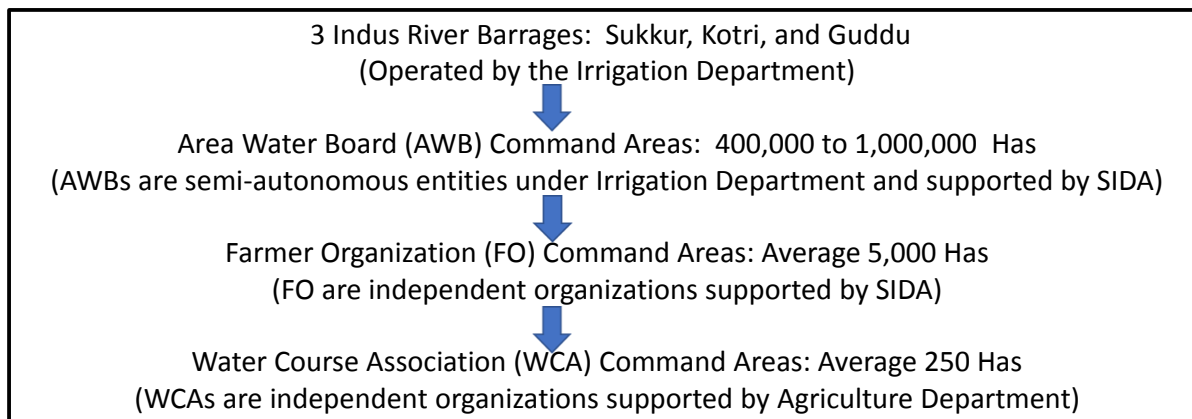 3 Indus River Barrages:  Sukkur, Kotri, and Guddu
(Operated by the Irrigation Department)
Area Water Board (AWB) Command Areas:  400,000 to 1,000,000  Has
(AWBs are semi-autonomous entities under Irrigation Department and supported by SIDA)
Farmer Organization (FO) Command Areas: Average 5,000 Has
(FO are independent organizations supported by SIDA)
Water Course Association (WCA) Command Areas: Average 250 Has
(WCAs are independent organizations supported by Agriculture Department)